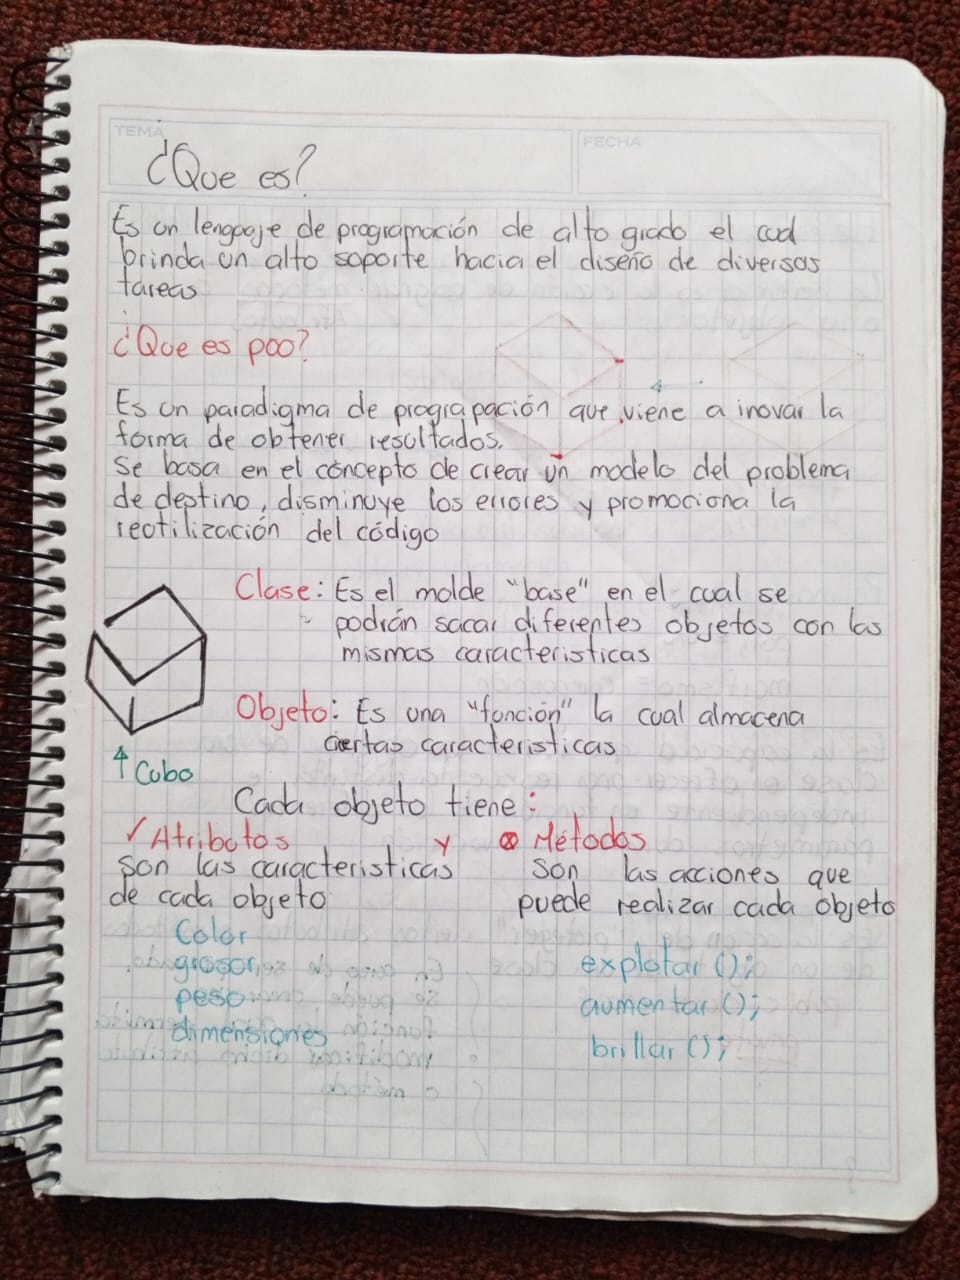 TEMA
FECHA
¿Que es?
Es un lenguaje de programación de alto grado el cual
brinda un alto soporte hacia el diseño de diversas
tareas
¿Que es poo?
Es un paradigma de prograpación que viene a inovar la
forma de obtener resultados.
Se basa en el concepto de crear un modelo del problema
de destino, disminuye los errores y promociona la
reutilización del código
Clase: Es el molde "base" en el cual se
podrán sacar diferentes objetos con las
mismas caracteristicas
Objeto: Es una "función" la cual almacena
ciertas caracteristicas
Cubo
Cada objeto tiene:
✓ Atributos y ⊗ Métodos
son las caracteristicas
de cada objeto
Son las acciones que
puede realizar cada objeto
Color
grosor
peso
dimensiones
explotar ();
aumentar ();
brillar ();